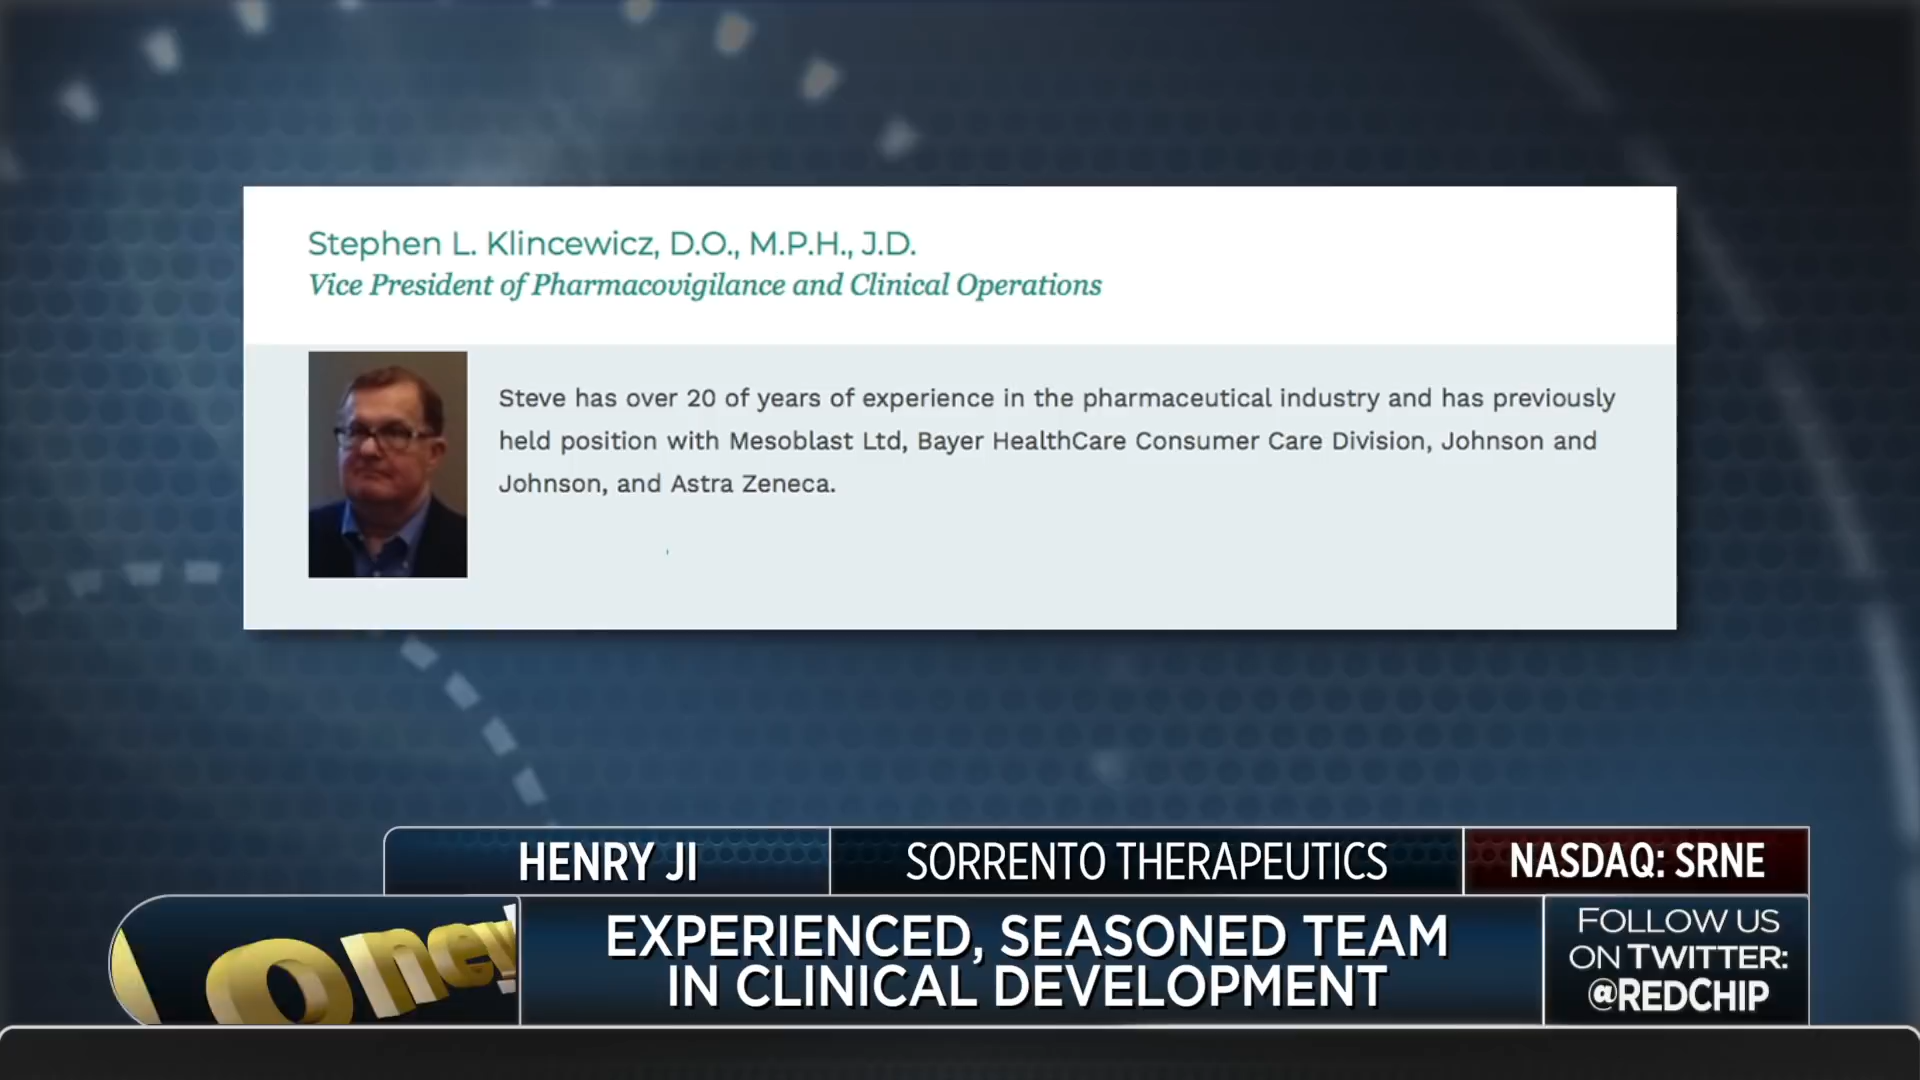 Stephen L. Klincewicz, D.O., M.P.H., J.D.
Vice President of Pharmacovigilance and Clinical Operations
Steve has over 20 of years of experience in the pharmaceutical industry and has previously
held position with Mesoblast Ltd, Bayer HealthCare Consumer Care Division, Johnson and
Johnson, and Astra Zeneca.
HENRY JI
SORRENTO THERAPEUTICS
NASDAQ: SRNE
oney
EXPERIENCED, SEASONED TEAM
IN CLINICAL DEVELOPMENT
FOLLOW US
ON TWITTER:
@REDCHIP